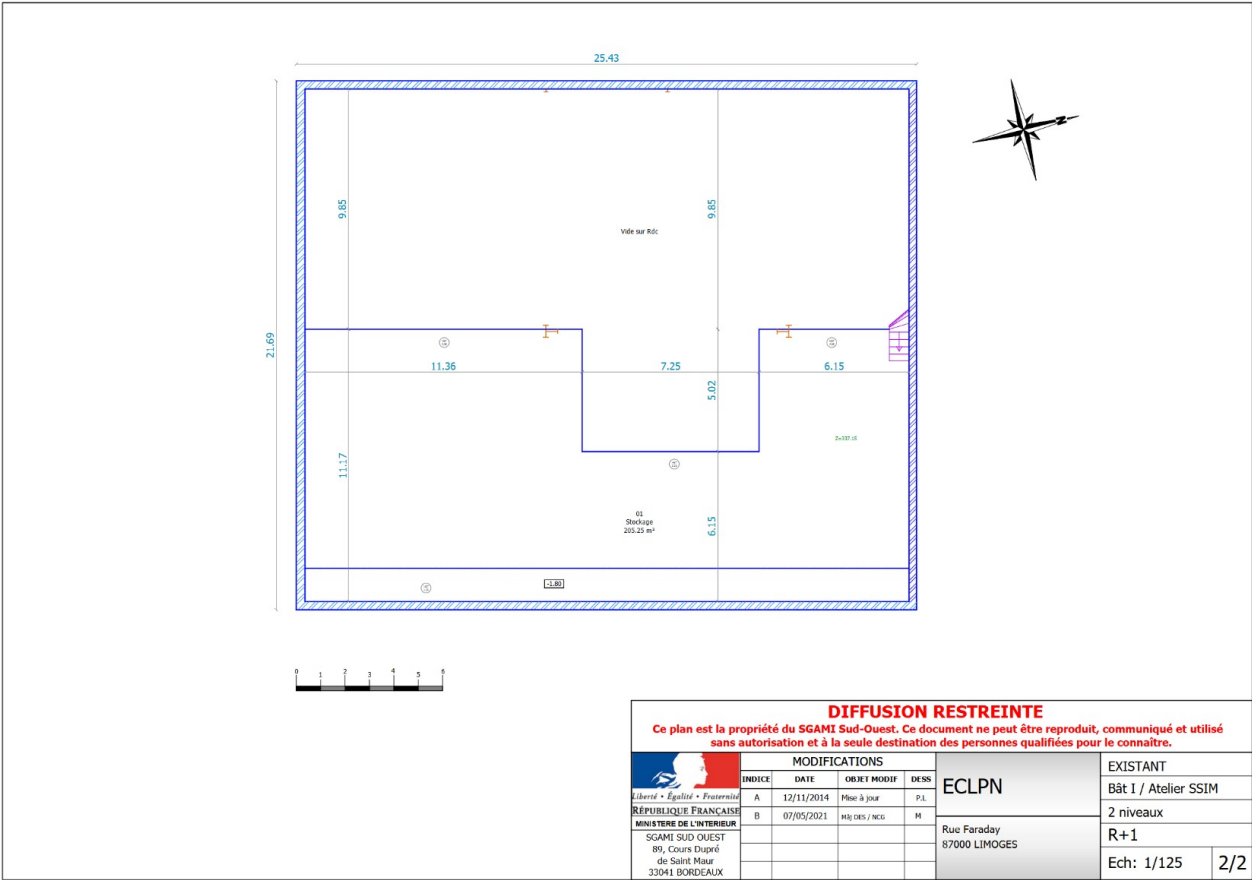 25.43
N
9.85
9.85
Vide sur Rdc
21.69
11.36
7.25
6.15
5.02
11.17
01
Stockage
205.25 m²
6.15
-1.80
0 1 2 3 4 5 6
DIFFUSION RESTREINTE
Ce plan est la propriété du SGAMI Sud-Ouest. Ce document ne peut être reproduit, communiqué et utilisé
sans autorisation et à la seule destination des personnes qualifiées pour le connaître.
Liberté • Égalité • Fraternité
RÉPUBLIQUE FRANÇAISE
MINISTERE DE L'INTERIEUR
SGAMI SUD OUEST
89, Cours Dupré
de Saint Maur
33041 BORDEAUX
MODIFICATIONS
INDICE DATE OBJET MODIF DESS
A 12/11/2014 Mise à jour P.L
B 07/05/2021 Màj DES / NCG M
ECLPN
Rue Faraday
87000 LIMOGES
EXISTANT
Bât I / Atelier SSIM
2 niveaux
R+1
Ech: 1/125 2/2